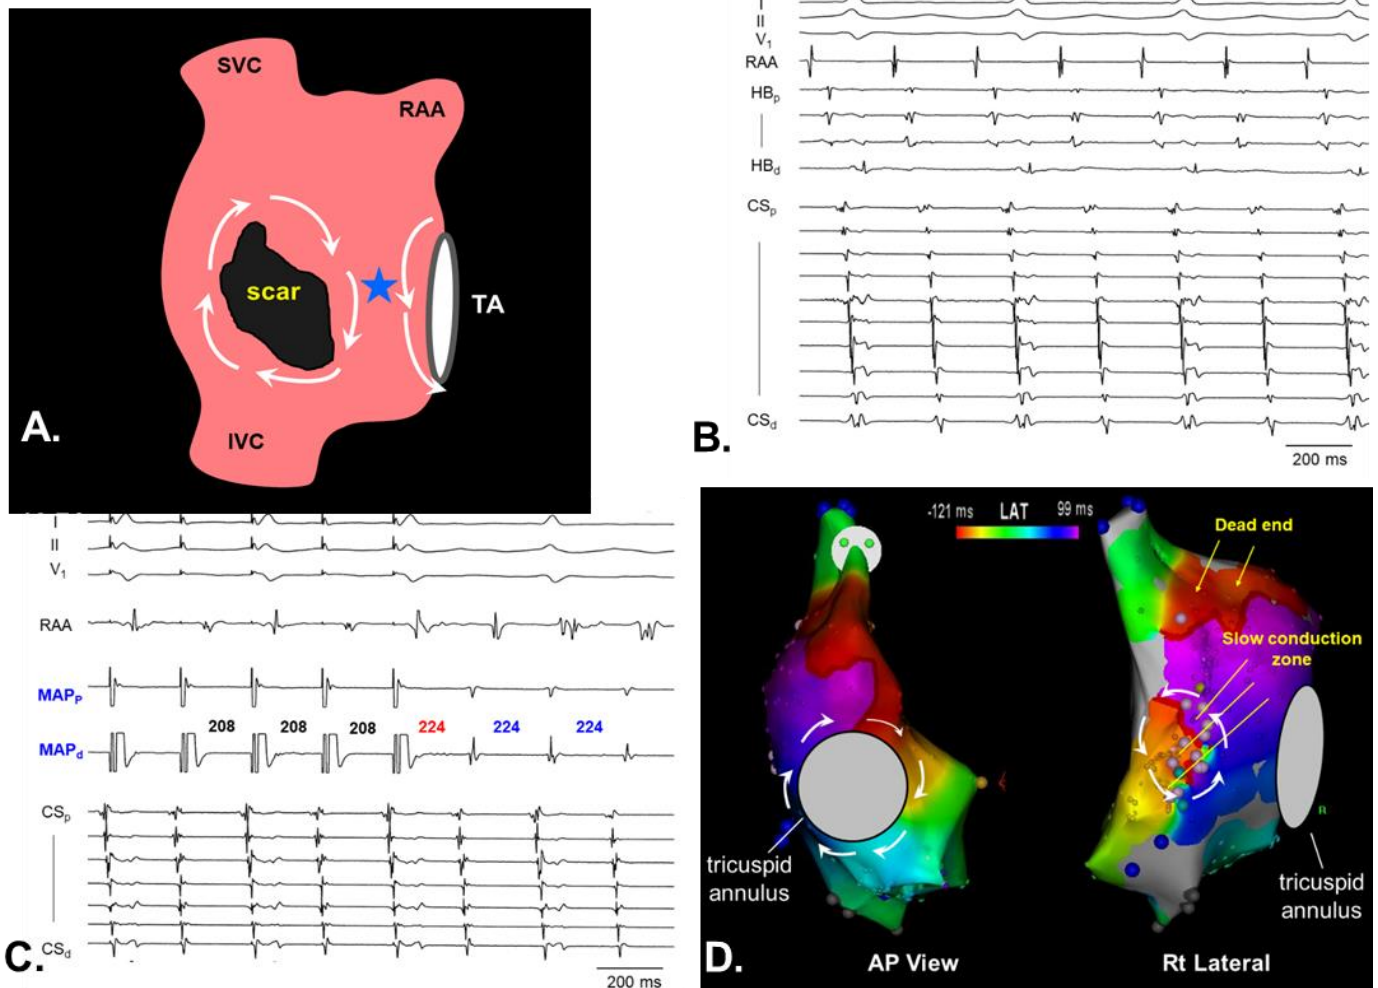 SVC
RAA
scar
TA
IVC
A.
I
II
V1
RAA
HBp
HBd
CSp
CSd
200 ms
B.
I
II
V1
RAA
MAPp
208 208 208 224 224 224
MAPd
CSp
CSd
200 ms
C.
-121 ms LAT 99 ms
Dead end
Slow conduction
zone
R
tricuspid
annulus
tricuspid
annulus
AP View
Rt Lateral
D.